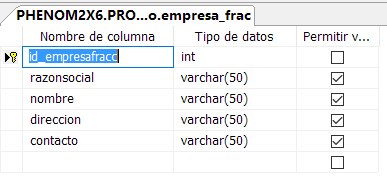 PHENOM2X6.PRO...o.empresa_frac
Nombre de columna Tipo de datos Permitir v...
id_empresafracc int
razonsocial varchar(50)
nombre varchar(50)
direccion varchar(50)
contacto varchar(50)